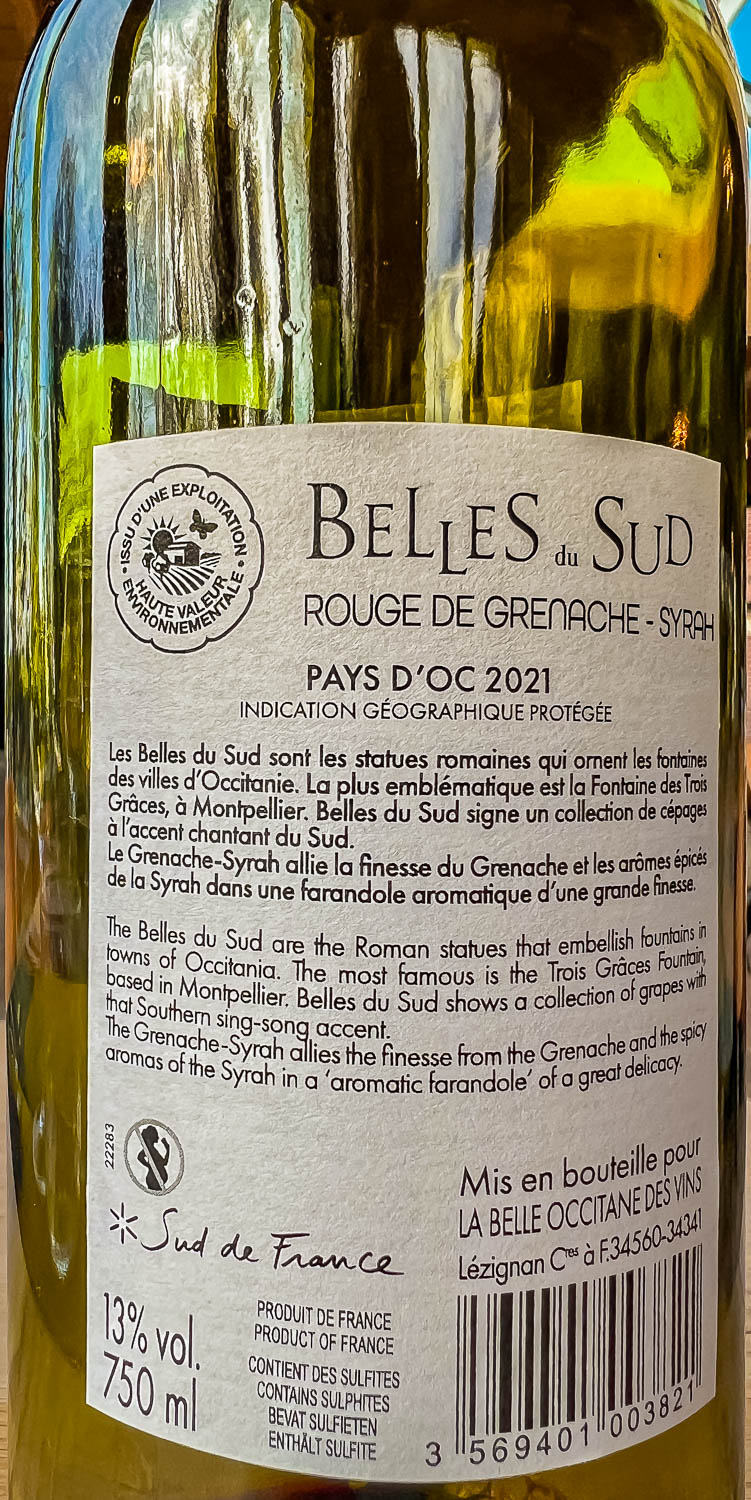 ISSU D'UNE EXPLOITATION
HAUTE VALEUR
ENVIRONNEMENTALE
BELLES du SUD
ROUGE DE GRENACHE - SYRAH
PAYS D'OC 2021
INDICATION GÉOGRAPHIQUE PROTÉGÉE
Les Belles du Sud sont les statues romaines qui ornent les fontaines
des villes d'Occitanie. La plus emblématique est la Fontaine des Trois
Grâces, à Montpellier. Belles du Sud signe un collection de cépages
à l'accent chantant du Sud.
Le Grenache-Syrah allie la finesse du Grenache et les arômes épicés
de la Syrah dans une farandole aromatique d'une grande finesse.
The Belles du Sud are the Roman statues that embellish fountains in
towns of Occitania. The most famous is the Trois Grâces Fountain,
based in Montpellier. Belles du Sud shows a collection of grapes with
that Southern sing-song accent.
The Grenache-Syrah allies the finesse from the Grenache and the spicy
aromas of the Syrah in a 'aromatic farandole' of a great delicacy.
22283
Sud de France
Mis en bouteille pour
LA BELLE OCCITANE DES VINS
Lézignan Cres à F.34560-34341
13% vol.
750 ml
PRODUIT DE FRANCE
PRODUCT OF FRANCE
CONTIENT DES SULFITES
CONTAINS SULPHITES
BEVAT SULFIETEN
ENTHÄLT SULFITE
3 569401 003821